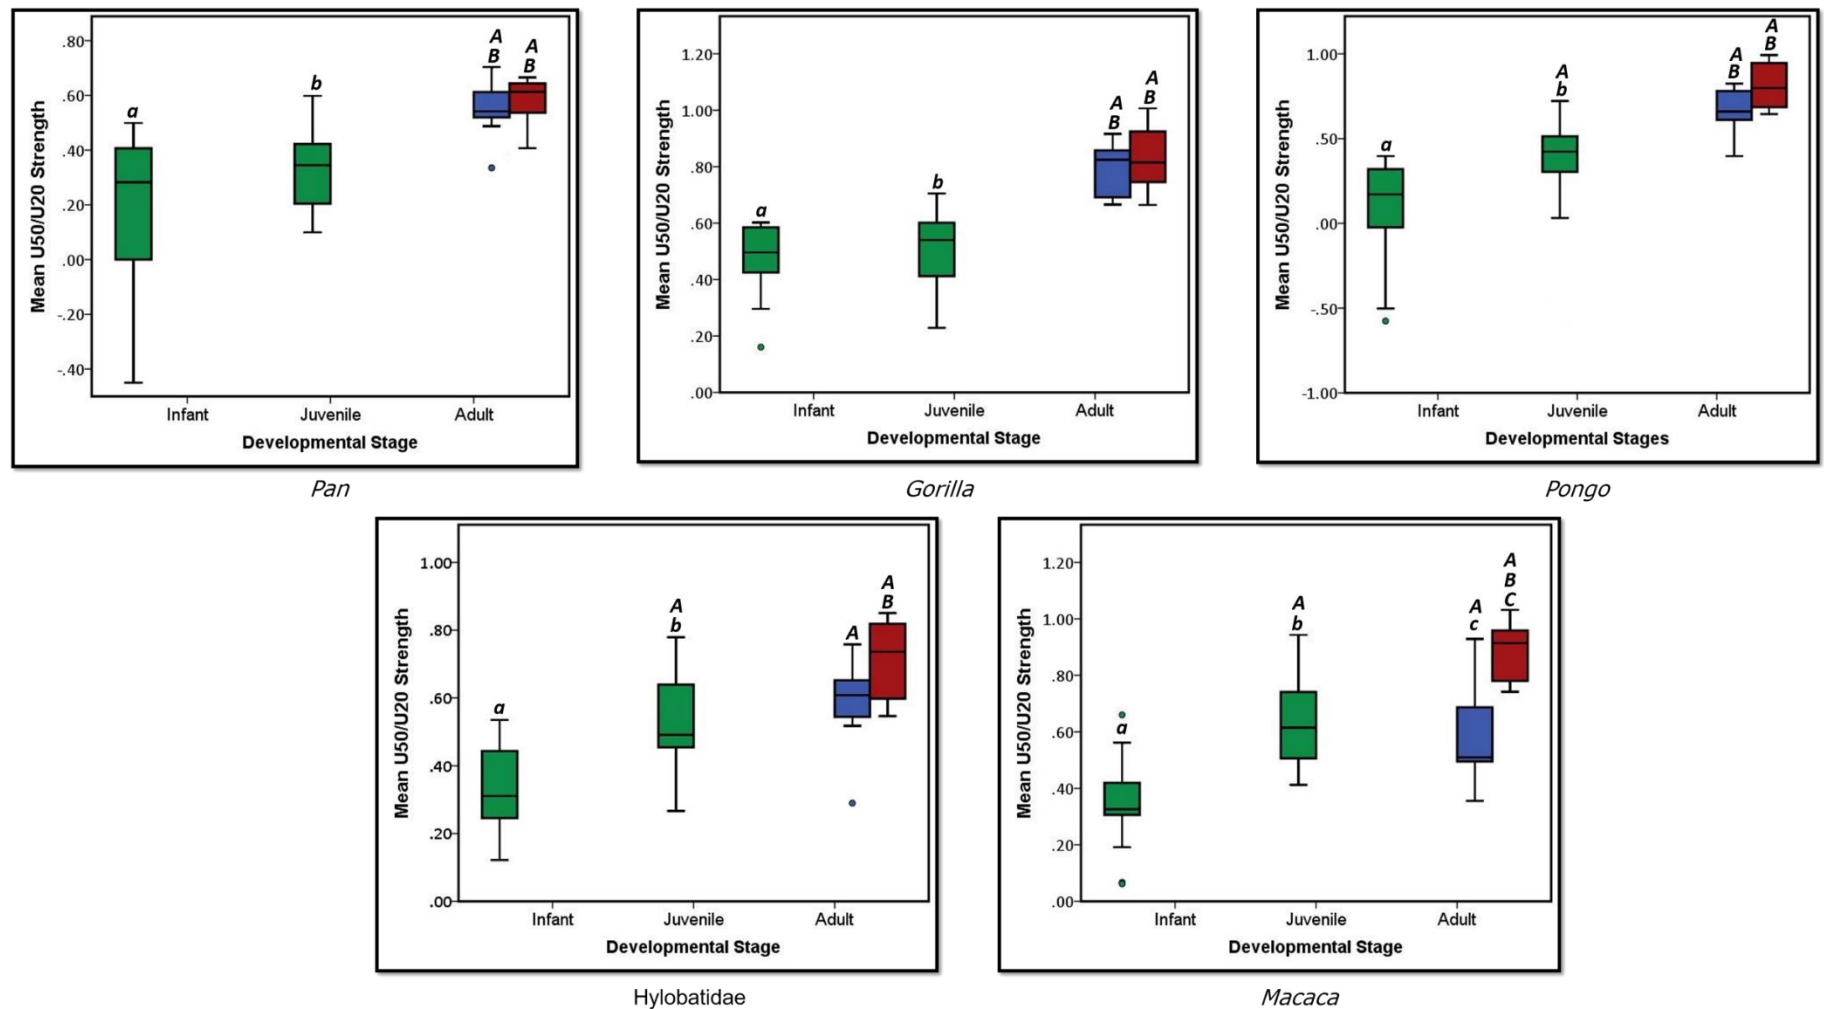 Mean U50/U20 Strength
.80
.60
.40
.20
.00
-.20
-.40
a
b
A
B
A
B
Infant Juvenile Adult
Developmental Stage
Pan
Mean U50/U20 Strength
1.20
1.00
.80
.60
.40
.20
.00
a
b
A
B
A
B
Infant Juvenile Adult
Developmental Stage
Gorilla
Mean U50/U20 Strength
1.00
.50
.00
-.50
-1.00
a
A
b
A
B
A
B
Infant Juvenile Adult
Developmental Stages
Pongo
Mean U50/U20 Strength
1.00
.80
.60
.40
.20
.00
a
A
b
A
A
B
Infant Juvenile Adult
Developmental Stage
Hylobatidae
Mean U50/U20 Strength
1.20
1.00
.80
.60
.40
.20
.00
a
A
b
A
c
A
B
C
Infant Juvenile Adult
Developmental Stage
Macaca